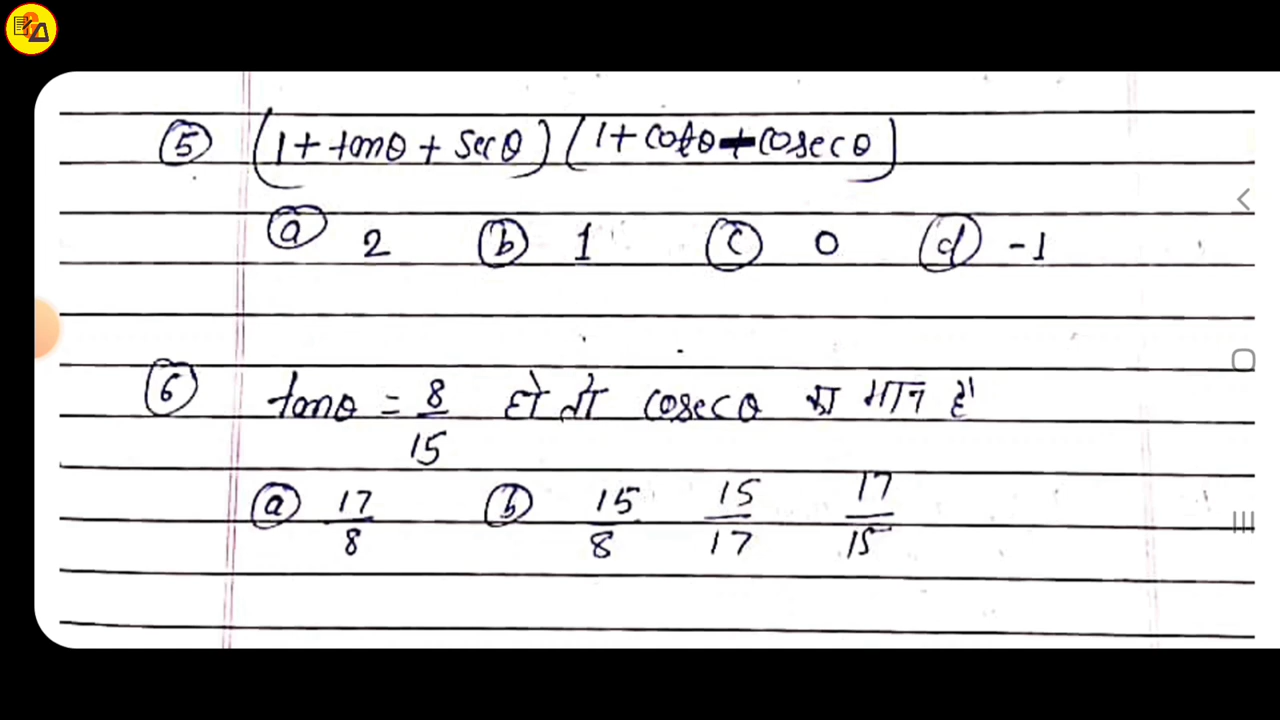 ⑤ (1 + tanθ + secθ) (1 + cotθ + cosecθ)
ⓐ 2 ⓑ 1 ⓒ 0 ⓓ -1
⑥ tanθ = 8/15 हो तो cosecθ का मान है
ⓐ 17/8 ⓑ 15/8 15/17 17/15